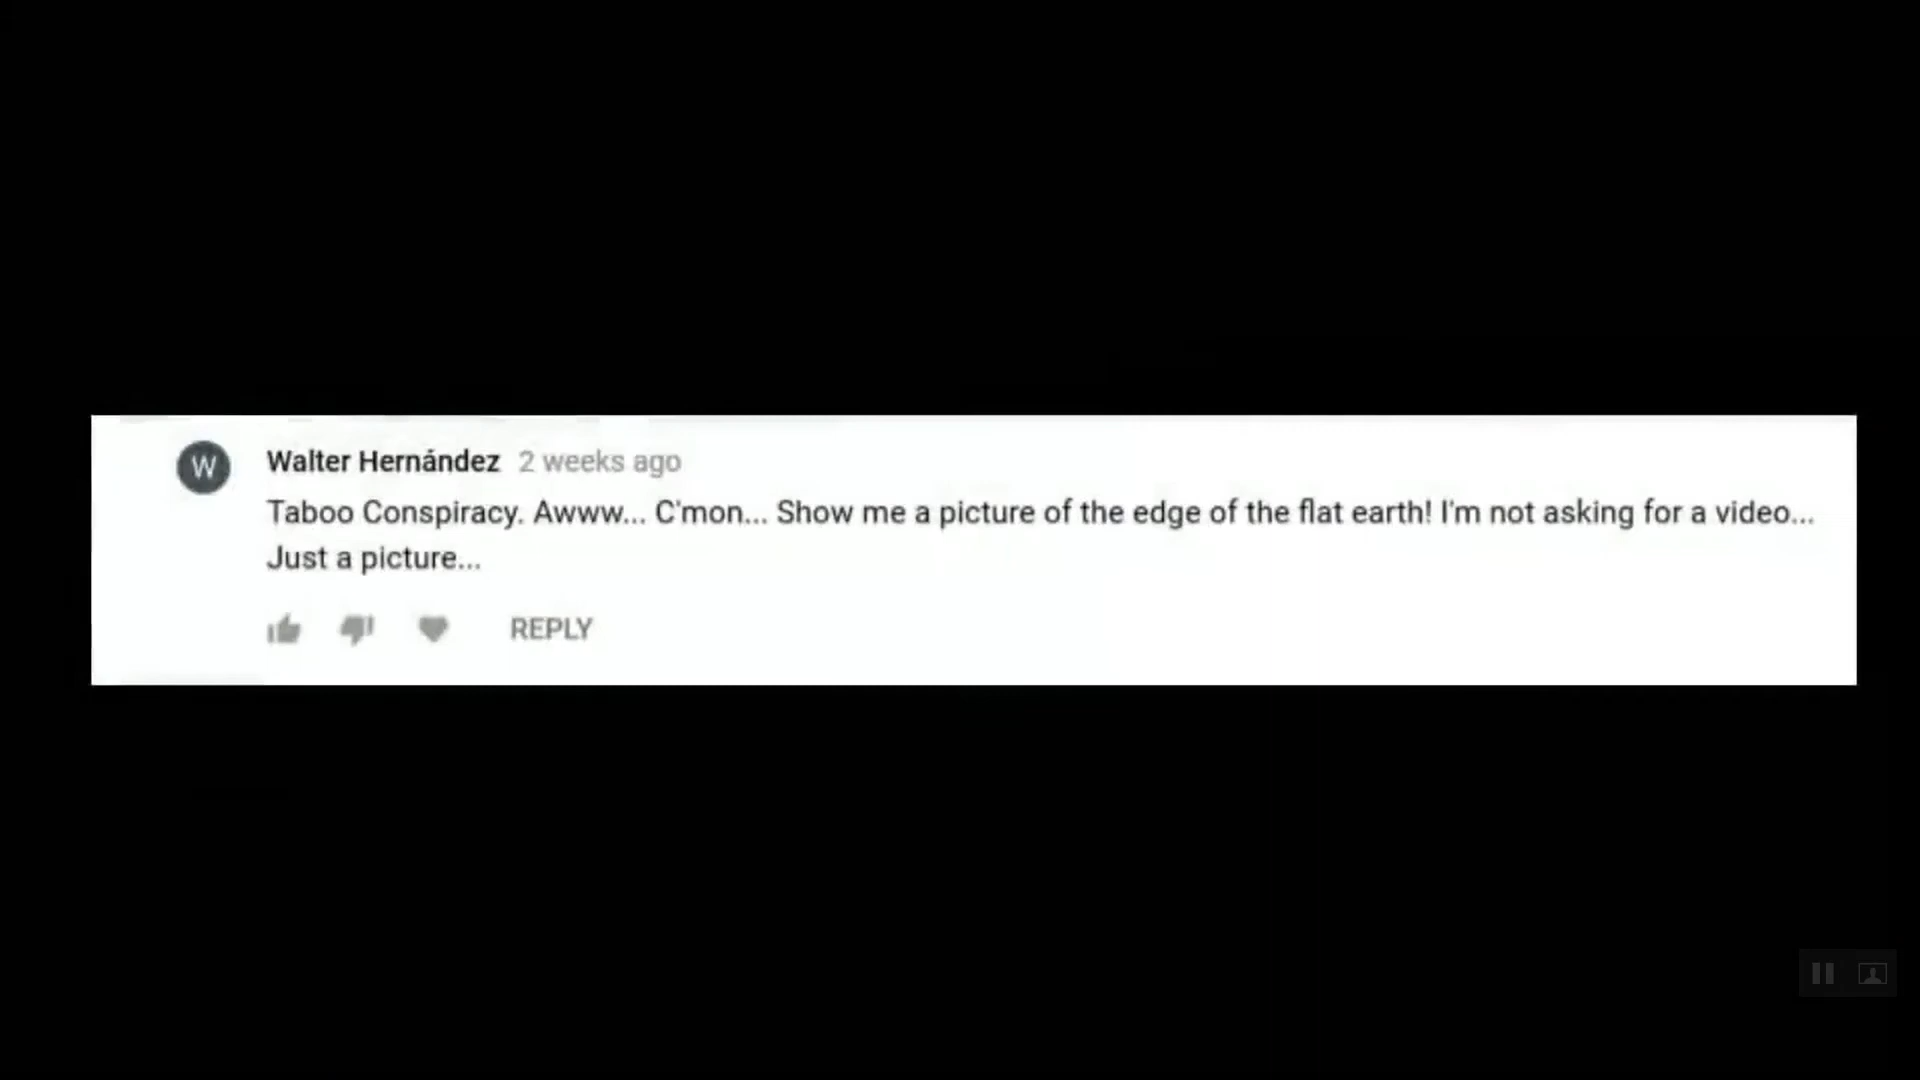 W
Walter Hernández 2 weeks ago
Taboo Conspiracy. Awww... C'mon... Show me a picture of the edge of the flat earth! I'm not asking for a video...
Just a picture...
REPLY